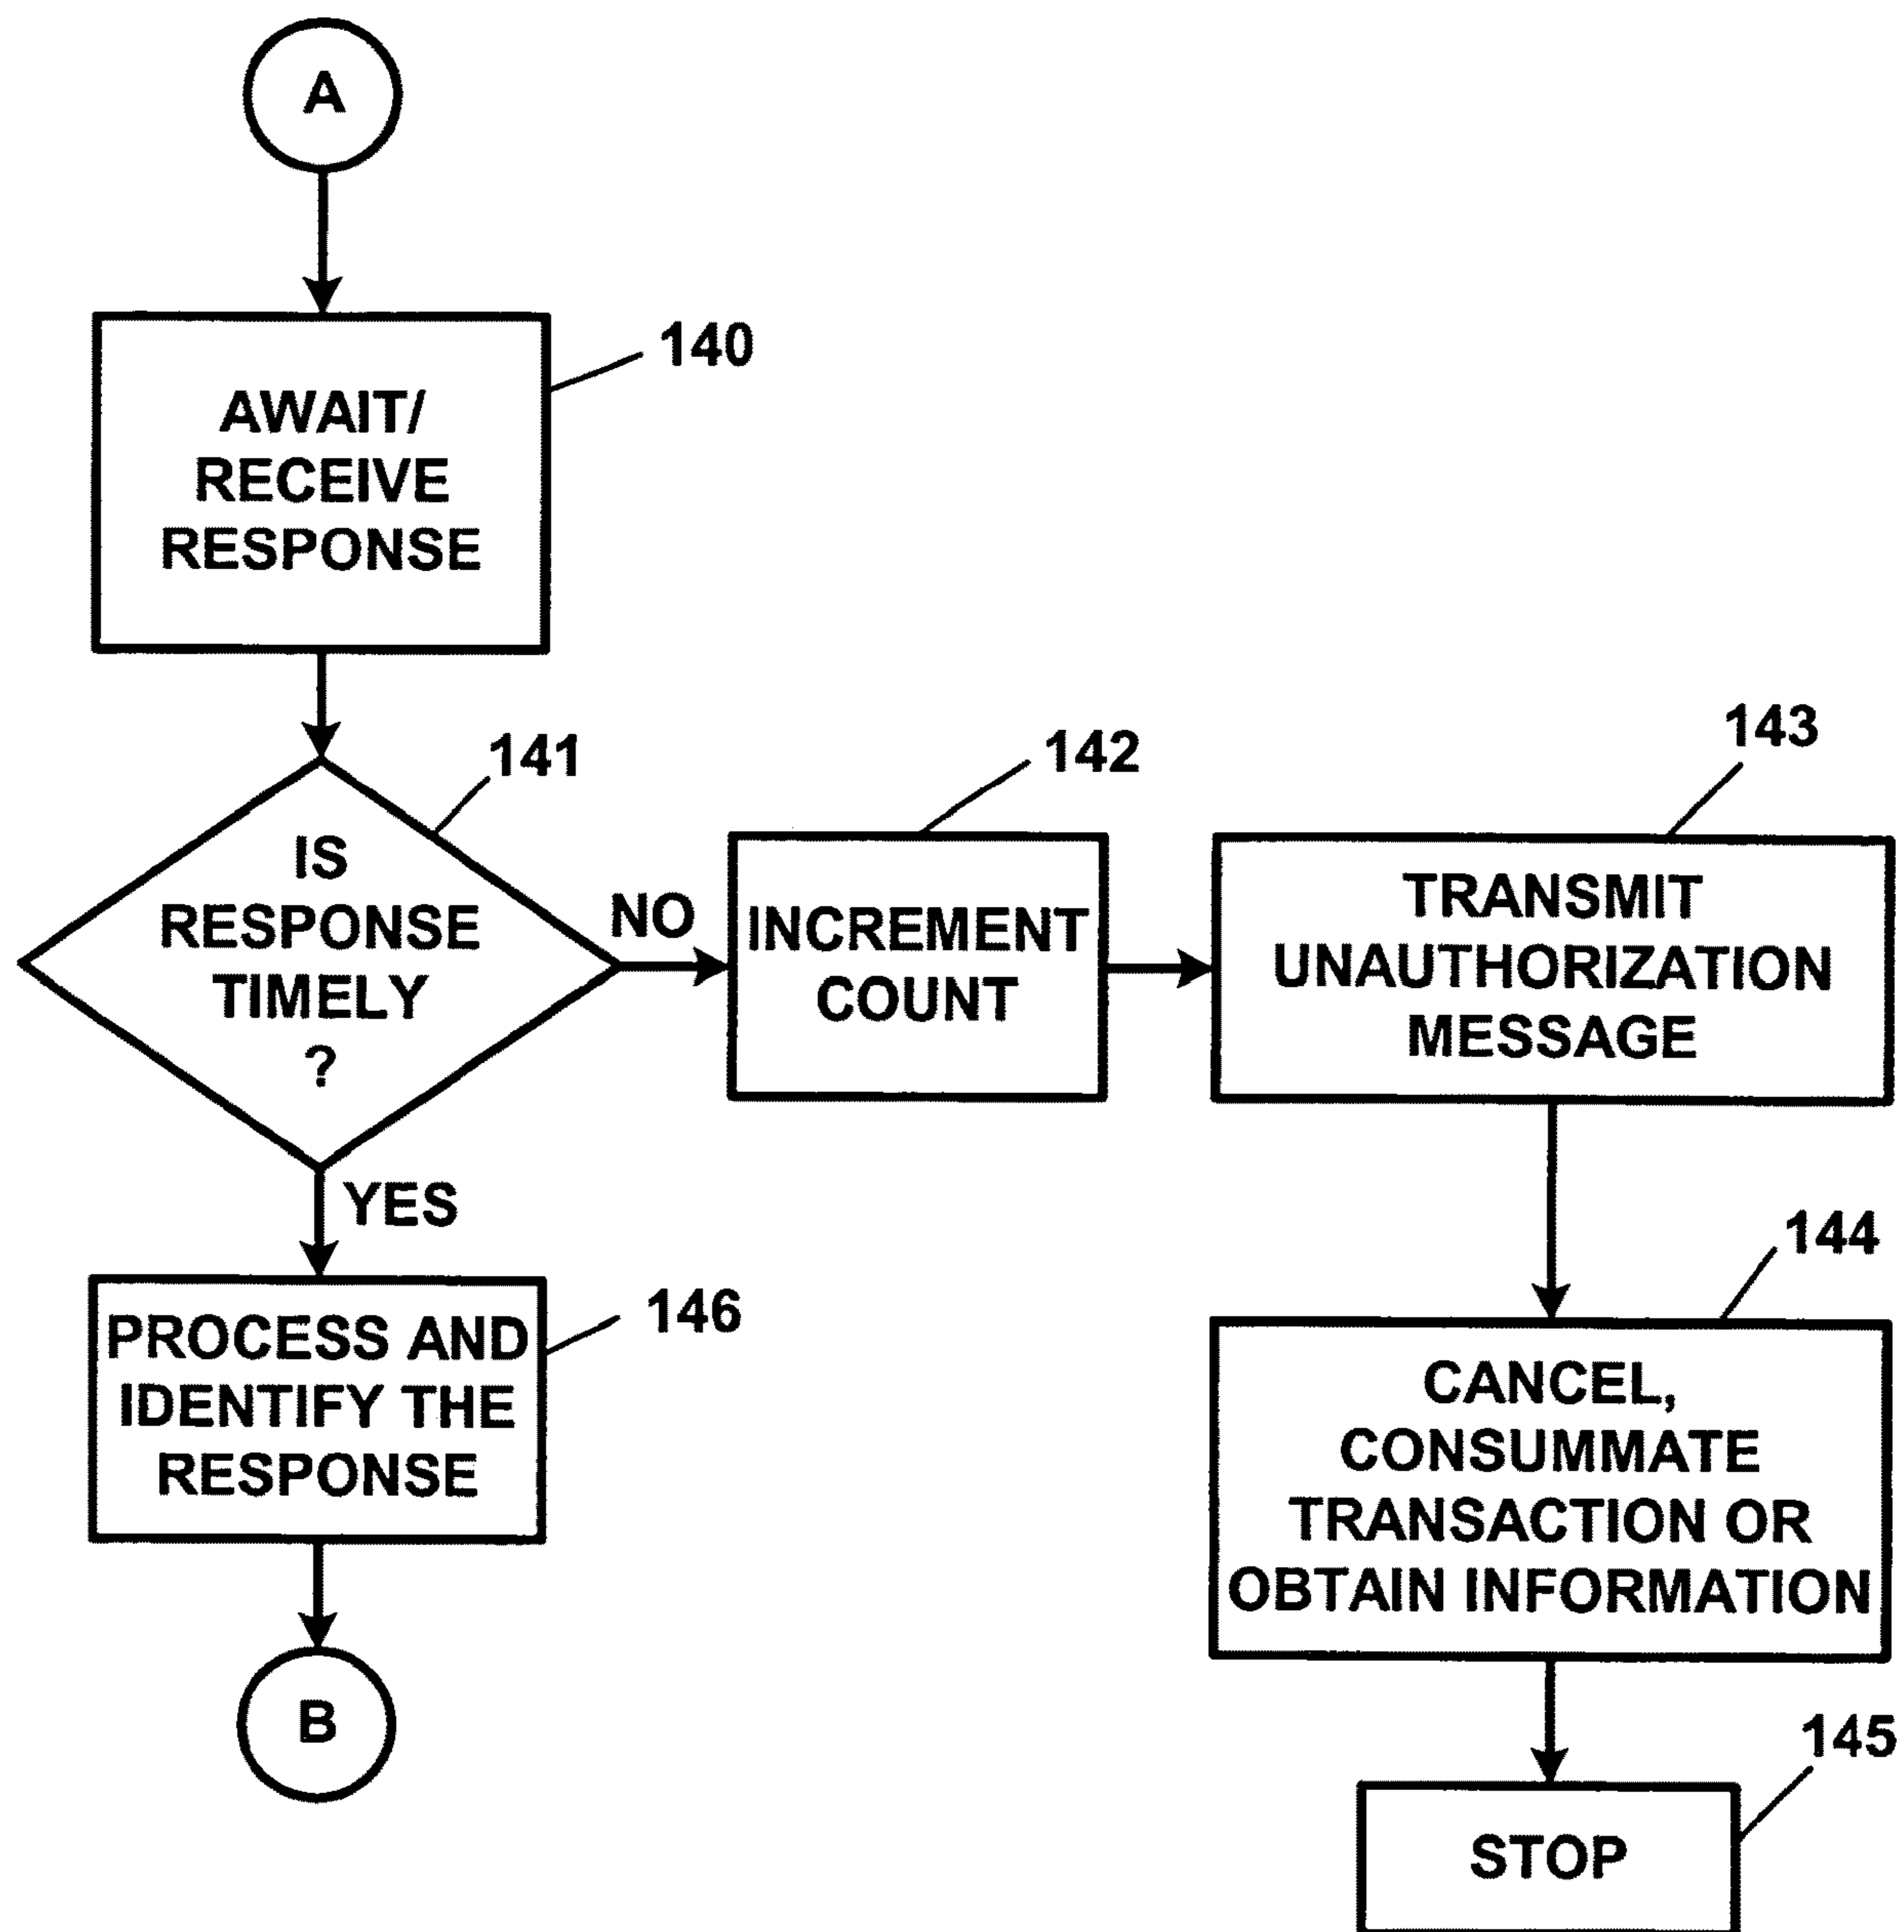 A
140
AWAIT/
RECEIVE
RESPONSE
141
IS
RESPONSE
TIMELY
?
NO
142
INCREMENT
COUNT
143
TRANSMIT
UNAUTHORIZATION
MESSAGE
YES
146
PROCESS AND
IDENTIFY THE
RESPONSE
B
144
CANCEL,
CONSUMMATE
TRANSACTION OR
OBTAIN INFORMATION
145
STOP